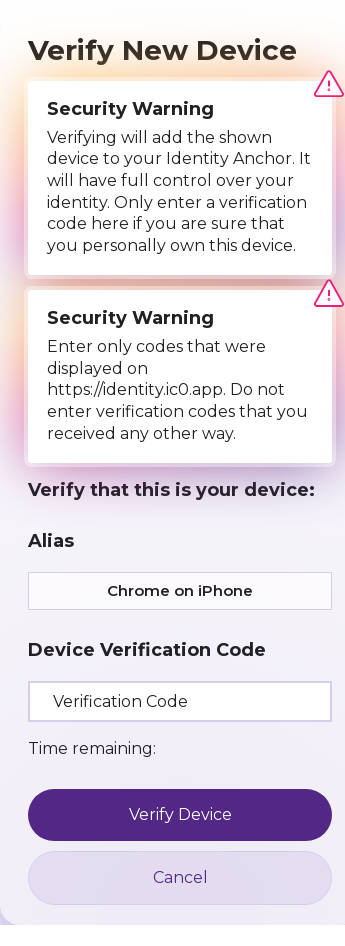 Verify New Device
Security Warning
Verifying will add the shown
device to your Identity Anchor. It
will have full control over your
identity. Only enter a verification
code here if you are sure that
you personally own this device.
Security Warning
Enter only codes that were
displayed on
https://identity.ic0.app. Do not
enter verification codes that you
received any other way.
Verify that this is your device:
Alias
Chrome on iPhone
Device Verification Code
Verification Code
Time remaining:
Verify Device
Cancel